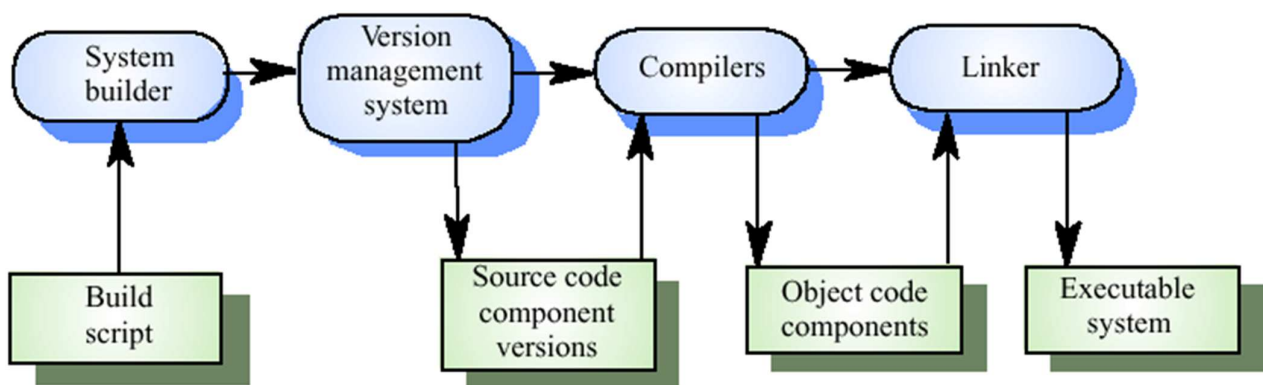 System
builder
Version
management
system
Compilers
Linker
Build
script
Source code
component
versions
Object code
components
Executable
system